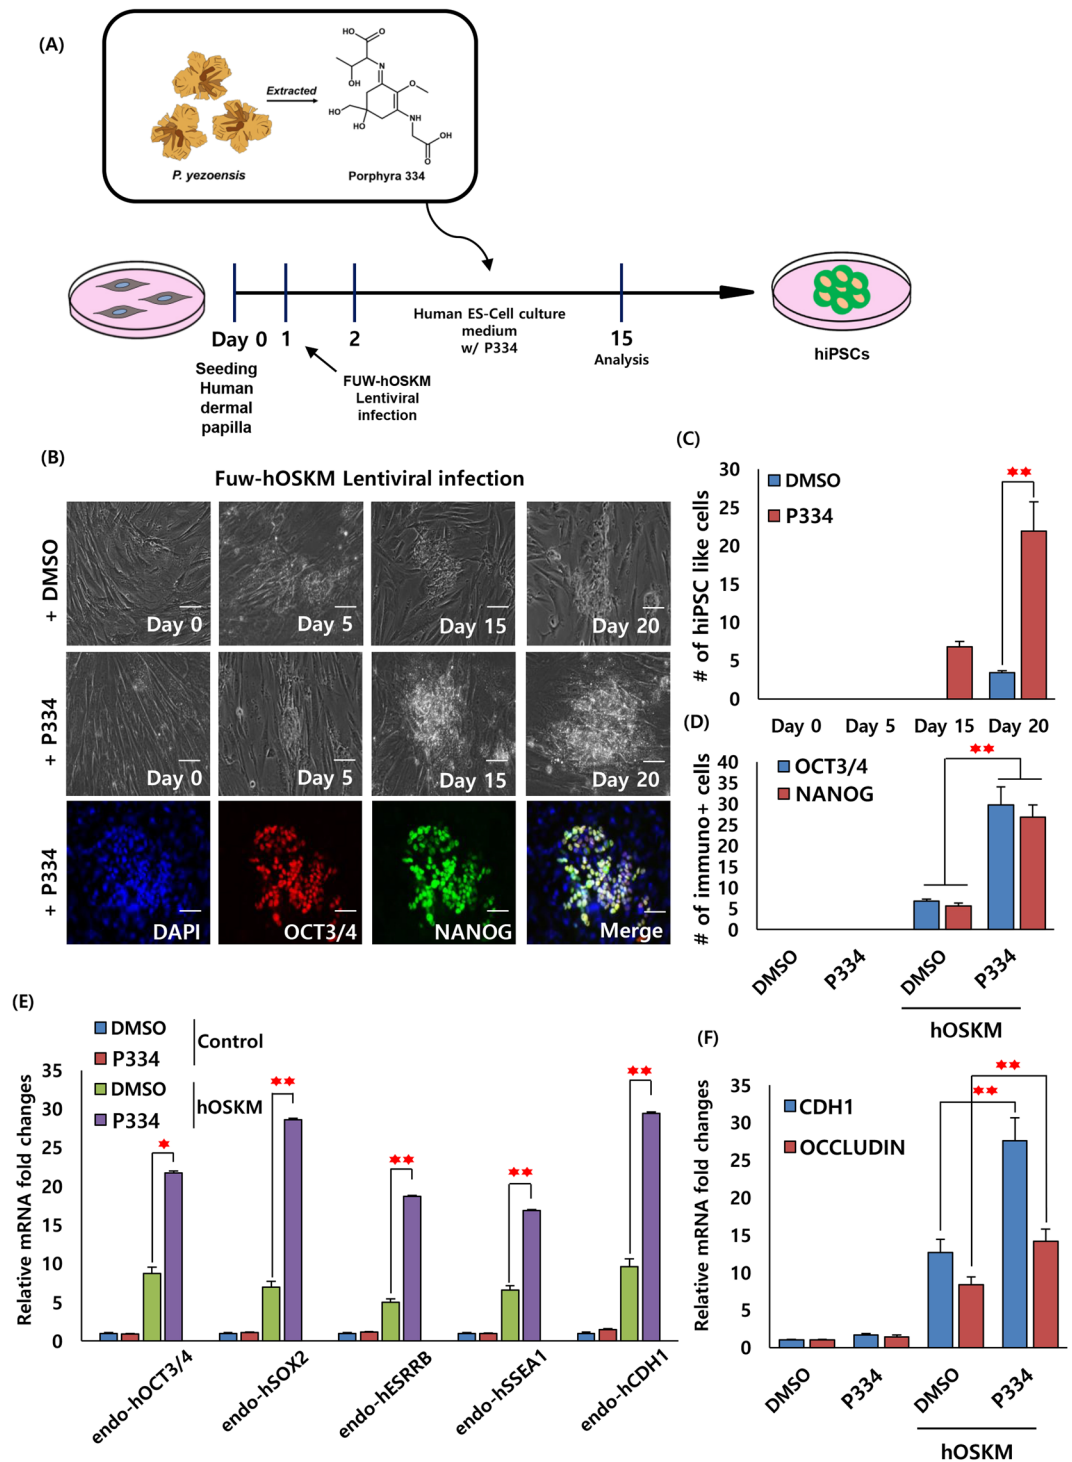 (A)
HO
O
N
OH
O
HO
HO
NH
OH
O
Extracted
P. yezoensis
Porphyra 334
Human ES-Cell culture
medium
w/ P334
Day 0
1
2
15
Analysis
hiPSCs
Seeding
Human
dermal
papilla
FUW-hOSKM
Lentiviral
infection
(B)
Fuw-hOSKM Lentiviral infection
+ DMSO
Day 0
Day 5
Day 15
Day 20
+ P334
Day 0
Day 5
Day 15
Day 20
+ P334
DAPI
OCT3/4
NANOG
Merge
(C)
# of hiPSC like cells
30
25
20
15
10
5
0
DMSO
P334
Day 0
Day 5
Day 15
Day 20
(D)
# of immuno+ cells
40
35
30
25
20
15
10
5
0
OCT3/4
NANOG
DMSO
P334
DMSO
P334
hOSKM
(E)
DMSO
P334
Control
DMSO
P334
hOSKM
Relative mRNA fold changes
35
30
25
20
15
10
5
0
endo-hOCT3/4
endo-hSOX2
endo-hESRRB
endo-hSSEA1
endo-hCDH1
(F)
Relative mRNA fold changes
35
30
25
20
15
10
5
0
CDH1
OCCLUDIN
DMSO
P334
DMSO
P334
hOSKM